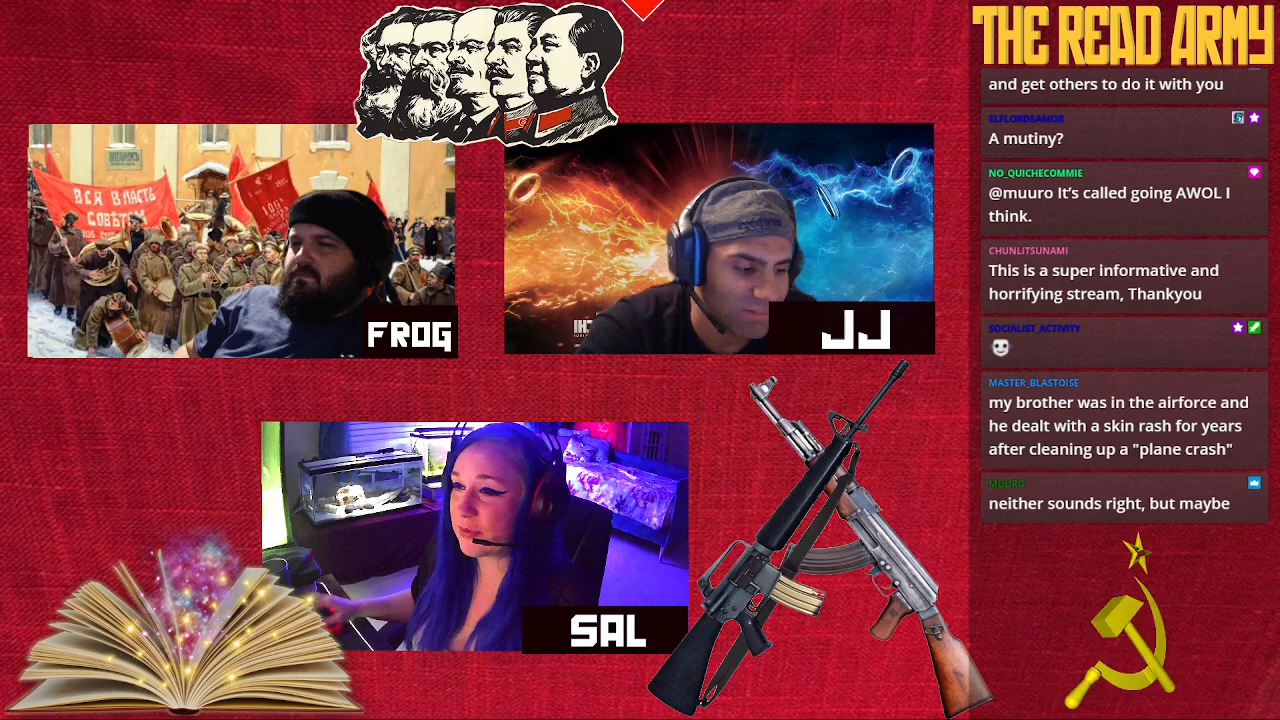 THE READ ARMY
and get others to do it with you
ELFLORDEAMOR
A mutiny?
NO_QUICHECOMMIE
@muuro It's called going AWOL I
think.
CHUNLITSUNAMI
This is a super informative and
horrifying stream, Thankyou
SOCIALIST_ACTIVITY
MASTER_BLASTOISE
my brother was in the airforce and
he dealt with a skin rash for years
after cleaning up a "plane crash"
MUURO
neither sounds right, but maybe
ВСЯ ВЛАСТЬ
СОВѢТАМ
FROG
JJ
SAL